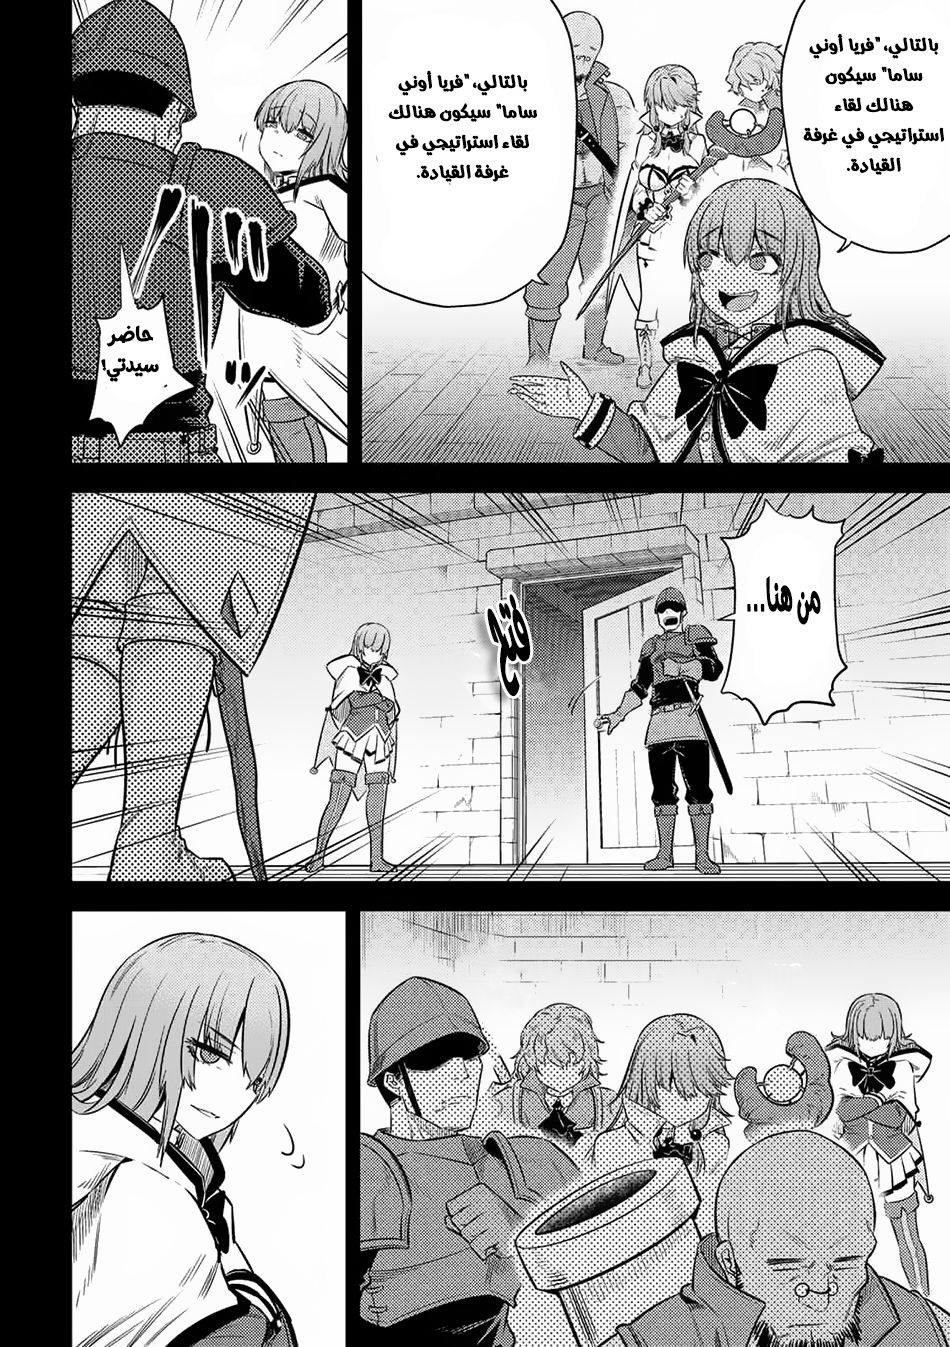 بالتالي، "فريا أوني
ساما" سيكون
هنالك لقاء
استراتيجي في غرفة
القيادة.
بالتالي، "فريا أوني
ساما" سيكون هنالك
لقاء استراتيجي في
غرفة القيادة.
حاضر
سيدتي!
من هنا...
فتح